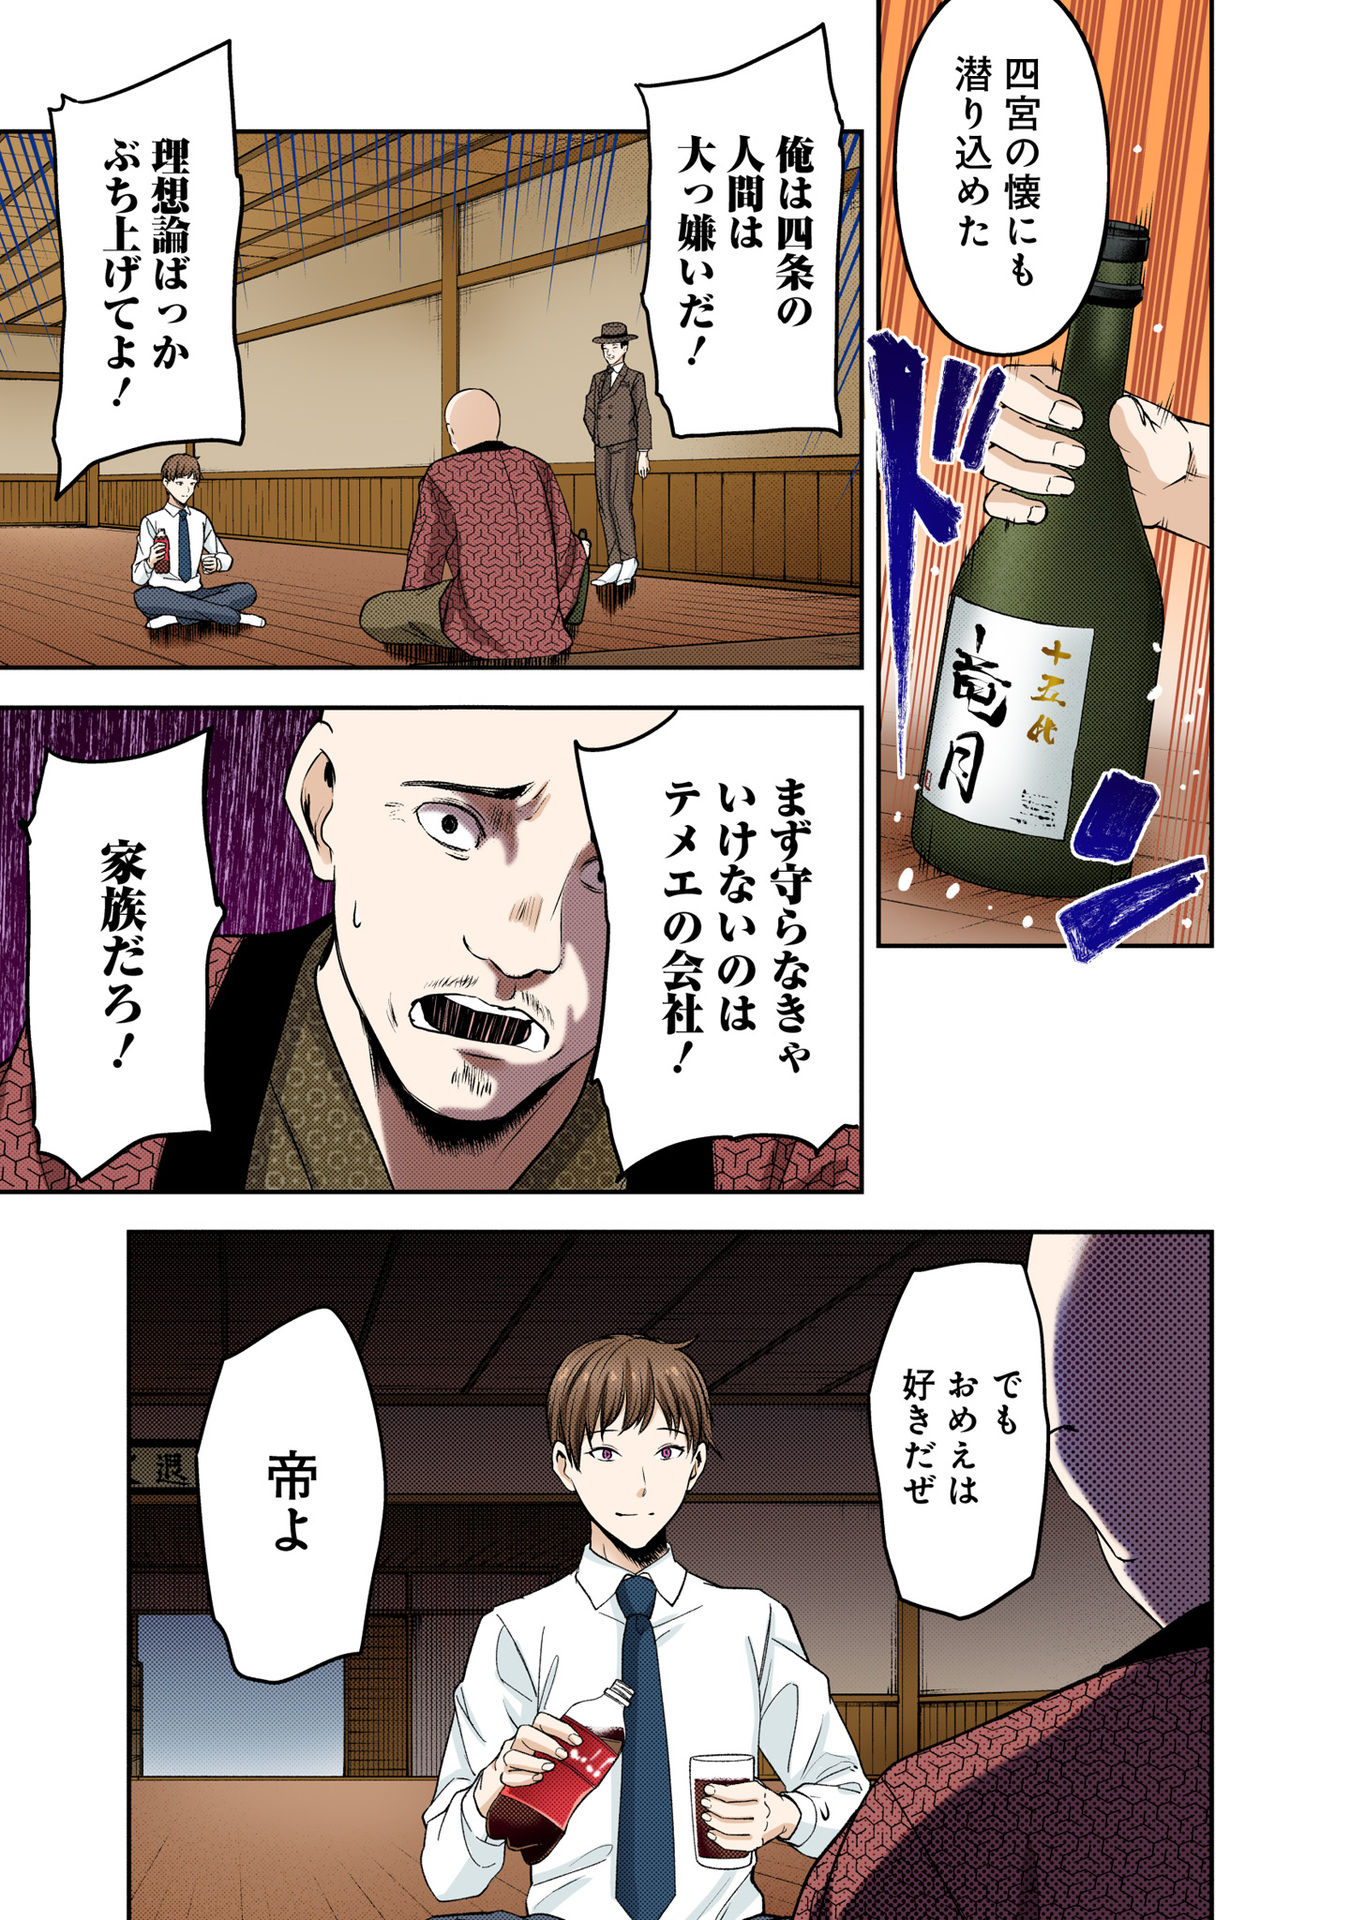 四宮の懐にも
潜り込めた
ドンッ
十五代
竜月
俺は四条の
人間は
大っ嫌いだ！
理想論ばっか
ぶち上げてよ！
まず守らなきゃ
いけないのは
テメエの会社！
家族だろ！
でも
おめえは
好きだぜ
帝よ
退